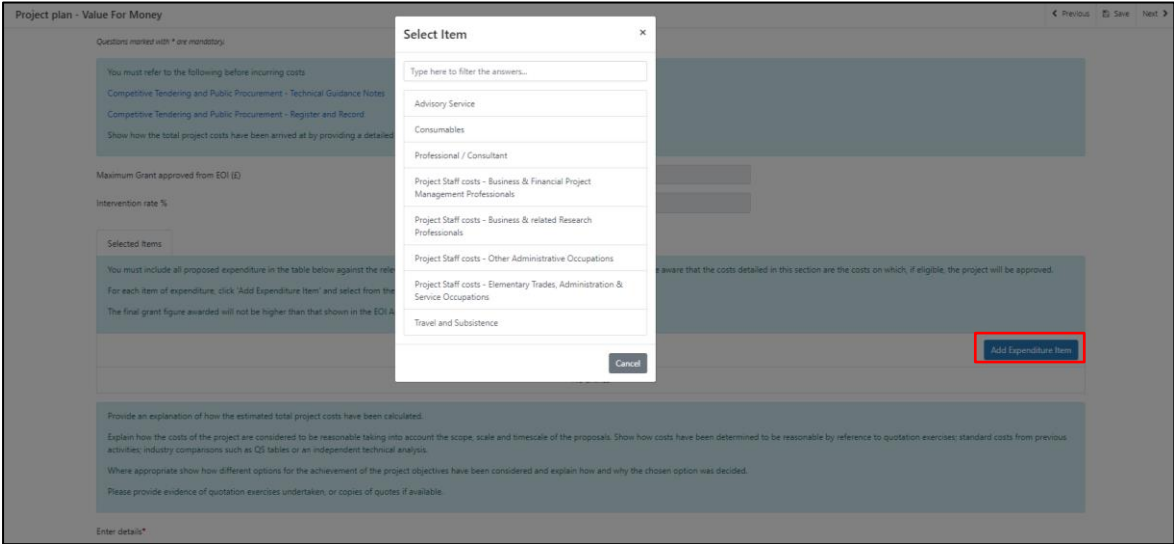 Project plan - Value For Money
Previous Save Next
Questions marked with * are mandatory.
You must refer to the following before incurring costs
Competitive Tendering and Public Procurement - Technical Guidance Notes
Competitive Tendering and Public Procurement - Register and Record
Show how the total project costs have been arrived at by providing a detailed
Maximum Grant approved from EOI (£)
Intervention rate %
Selected Items
You must include all proposed expenditure in the table below against the rele
e aware that the costs detailed in this section are the costs on which, if eligible, the project will be approved.
For each item of expenditure, click 'Add Expenditure Item' and select from the
The final grant figure awarded will not be higher than that shown in the EOI A
Select Item
×
Type here to filter the answers...
Advisory Service
Consumables
Professional / Consultant
Project Staff costs - Business & Financial Project
Management Professionals
Project Staff costs - Business & related Research
Professionals
Project Staff costs - Other Administrative Occupations
Project Staff costs - Elementary Trades, Administration &
Service Occupations
Travel and Subsistence
Cancel
Add Expenditure Item
Provide an explanation of how the estimated total project costs have been calculated.
Explain how the costs of the project are considered to be reasonable taking into account the scope, scale and timescale of the proposals. Show how costs have been determined to be reasonable by reference to quotation exercises; standard costs from previous
activities; industry comparisons such as QS tables or an independent technical analysis.
Where appropriate show how different options for the achievement of the project objectives have been considered and explain how and why the chosen option was decided.
Please provide evidence of quotation exercises undertaken, or copies of quotes if available.
Enter details*